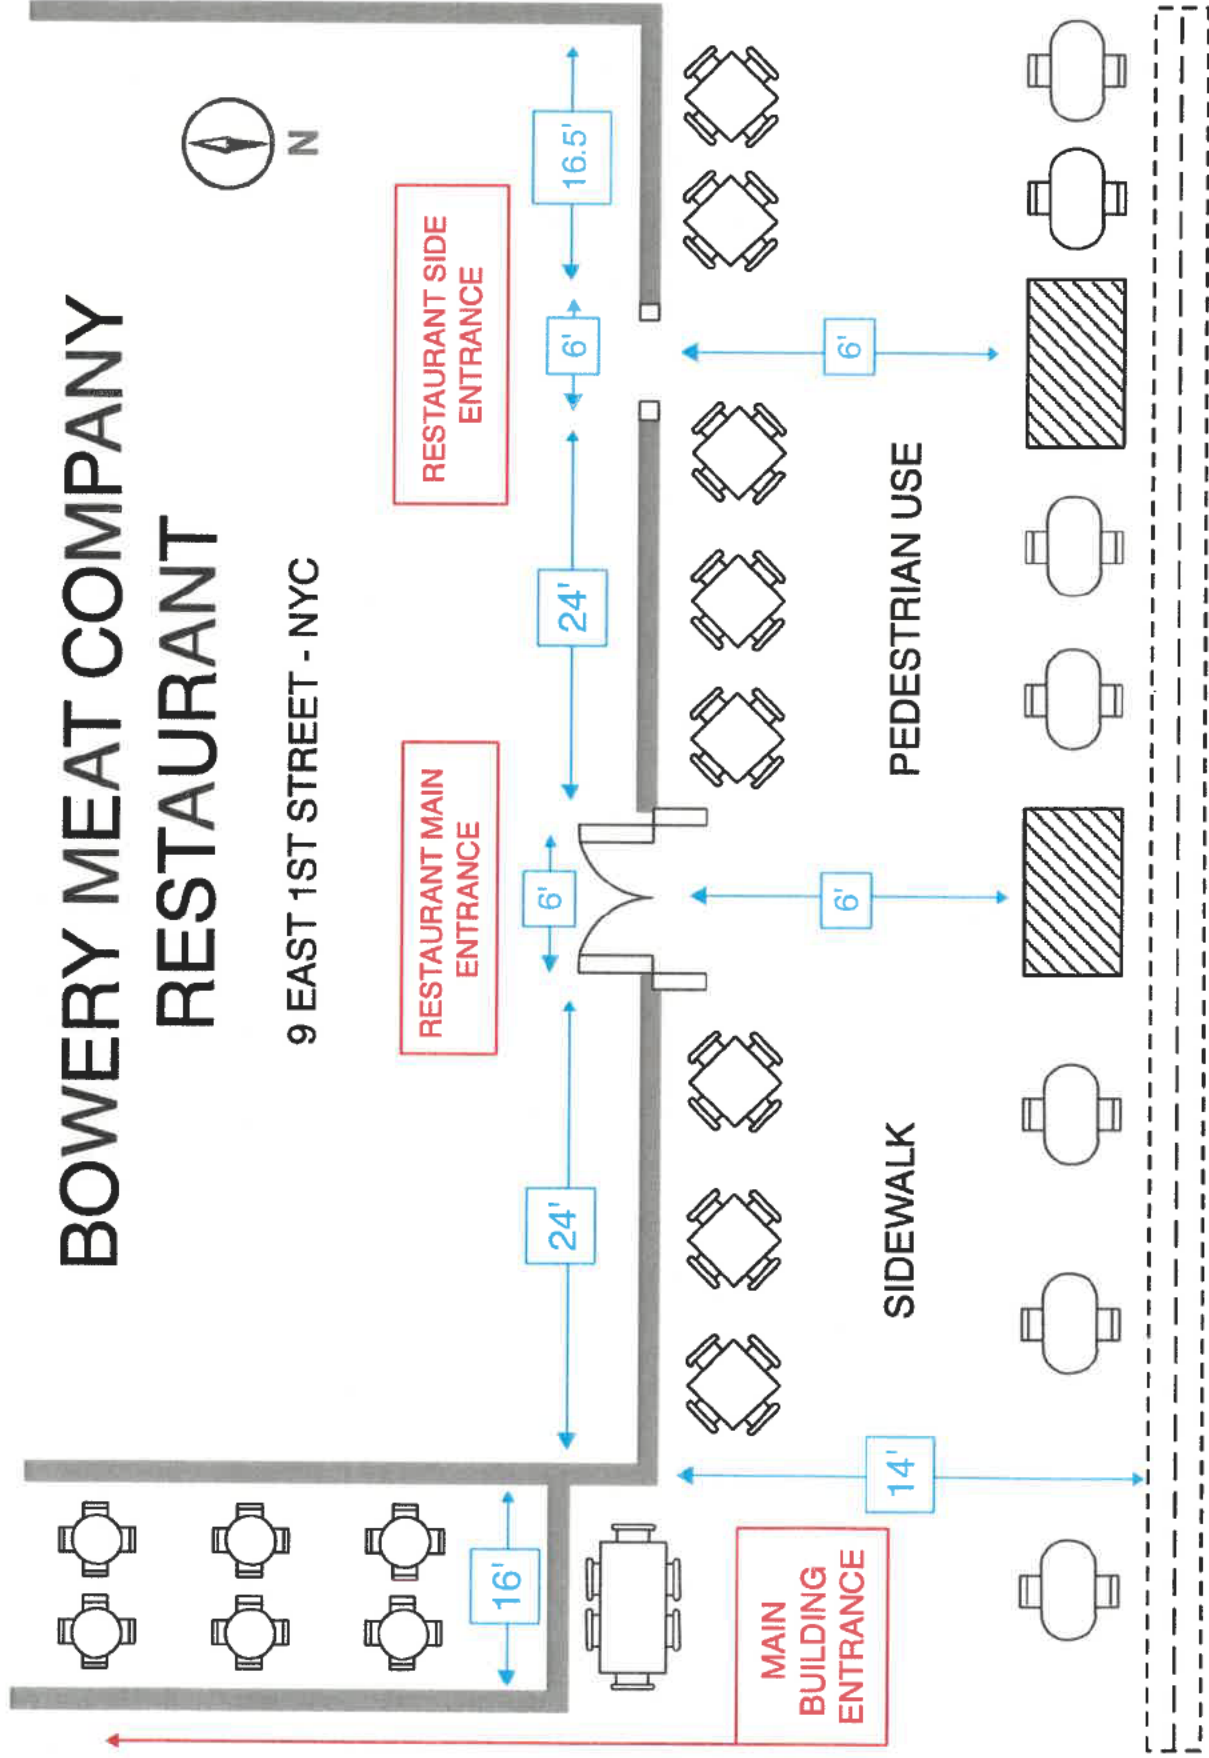 BOWERY MEAT COMPANY
RESTAURANT
9 EAST 1ST STREET - NYC
N
RESTAURANT MAIN
ENTRANCE
RESTAURANT SIDE
ENTRANCE
16'
24'
6'
24'
6'
16.5'
MAIN
BUILDING
ENTRANCE
14'
6'
6'
SIDEWALK
PEDESTRIAN USE